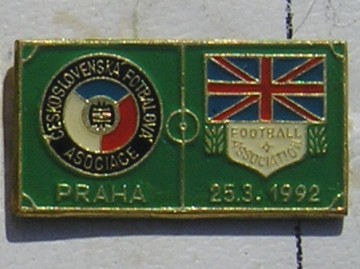 ČESKOSLOVENSKÁ FOTBALOVÁ
ASOCIACE
FOOTBALL
ASSOCIATION
PRAHA
25.3.1992